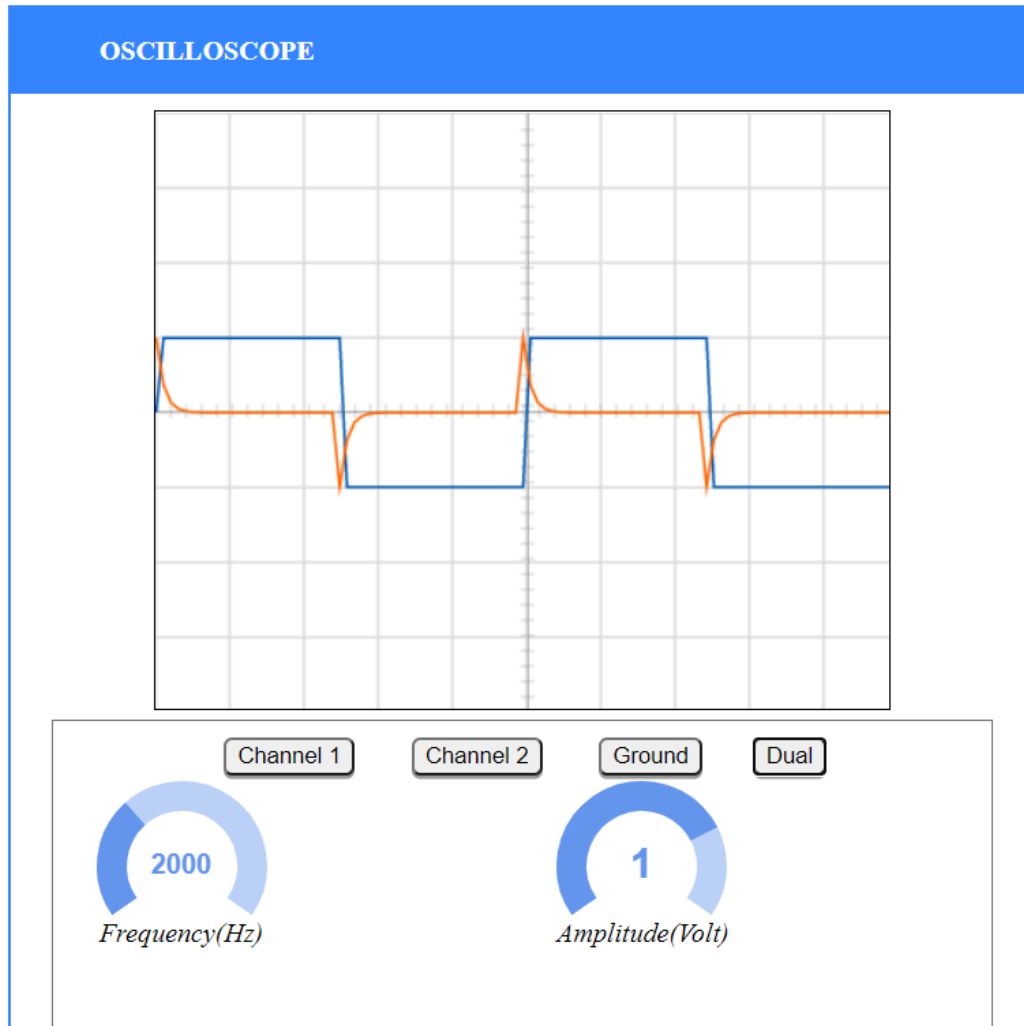 OSCILLOSCOPE
Channel 1 Channel 2 Ground Dual
2000 1
Frequency(Hz) Amplitude(Volt)